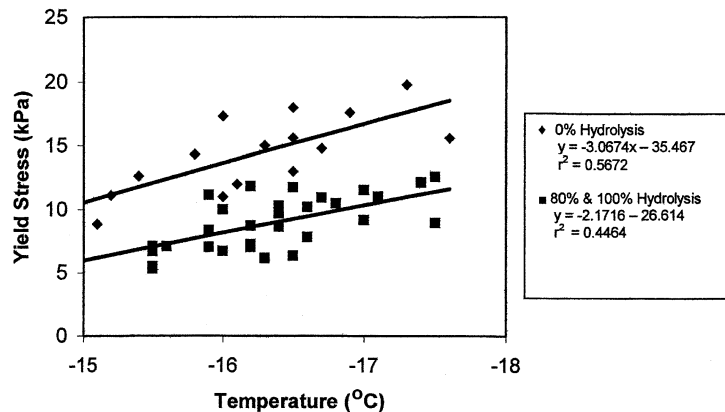 25
20
15
10
5
0
Yield Stress (kPa)
-15
-16
-17
-18
Temperature (°C)
0% Hydrolysis
y = -3.0674x – 35.467
r² = 0.5672
80% & 100% Hydrolysis
y = -2.1716 – 26.614
r² = 0.4464